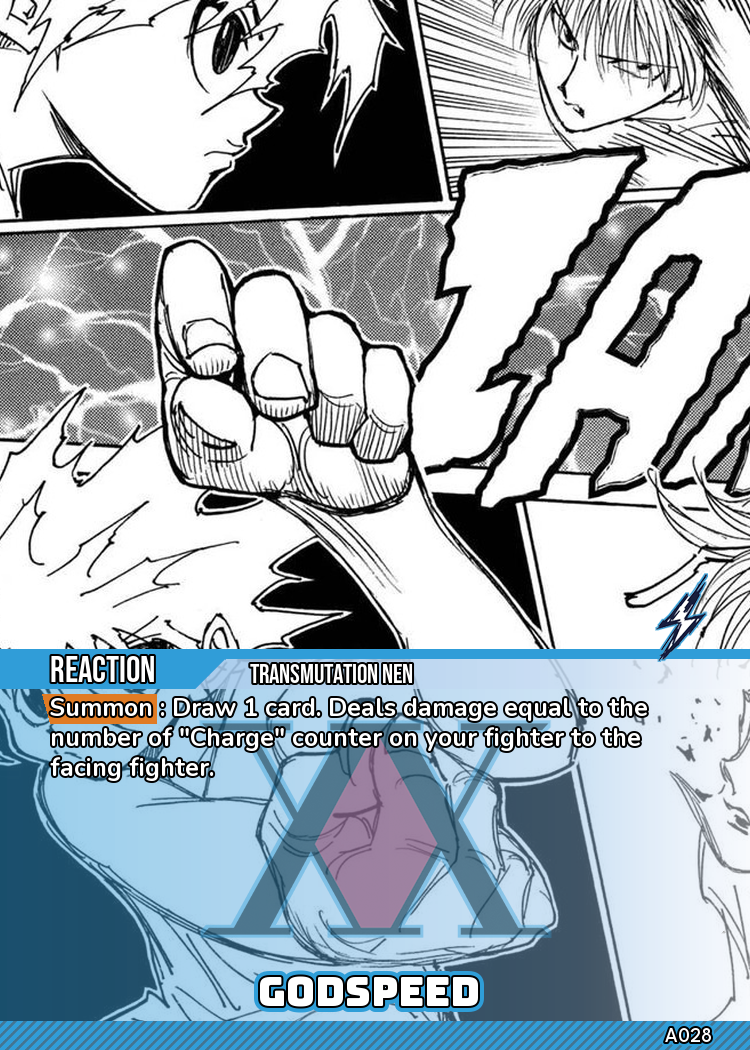 ZA
REACTION
TRANSMUTATION NEN
Summon : Draw 1 card. Deals damage equal to the
number of "Charge" counter on your fighter to the
facing fighter.
GODSPEED
A028